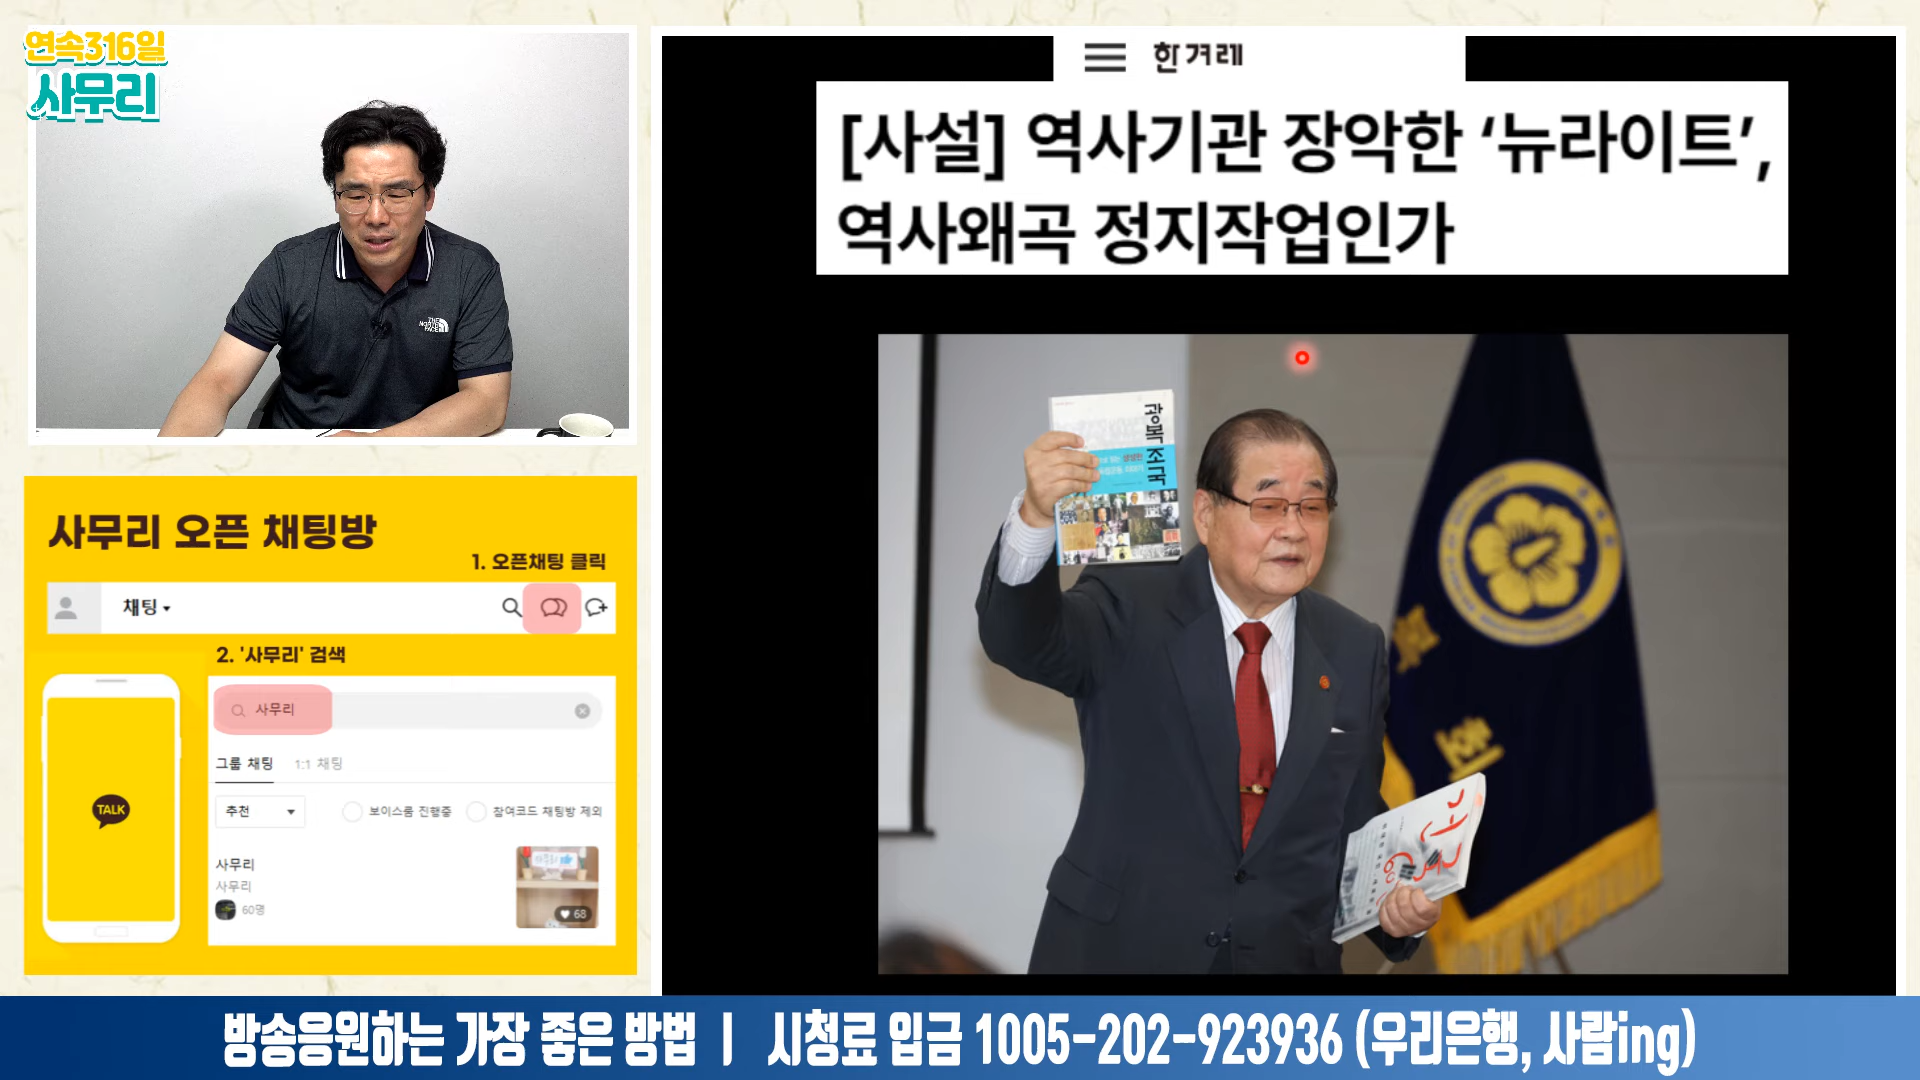 연속316일
사무리
THE
NORTH
FACE
한겨레
[사설] 역사기관 장악한 ‘뉴라이트’,
역사왜곡 정지작업인가
광복조국
사무리 오픈 채팅방
1. 오픈채팅 클릭
채팅
2. '사무리' 검색
사무리
그룹 채팅 1:1 채팅
추천
보이스룸 진행중
참여코드 채팅방 제외
TALK
사무리
사무리
60명
68
방송응원하는 가장 좋은 방법 | 시청료 입금 1005-202-923936 (우리은행, 사람ing)